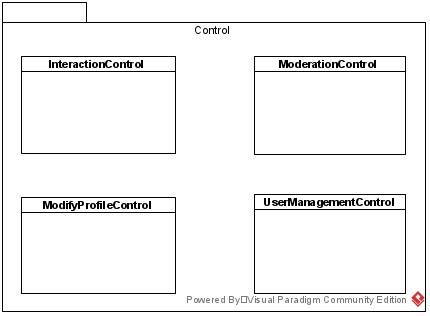 Control
InteractionControl
ModerationControl
ModifyProfileControl
UserManagementControl
Powered By□Visual Paradigm Community Edition